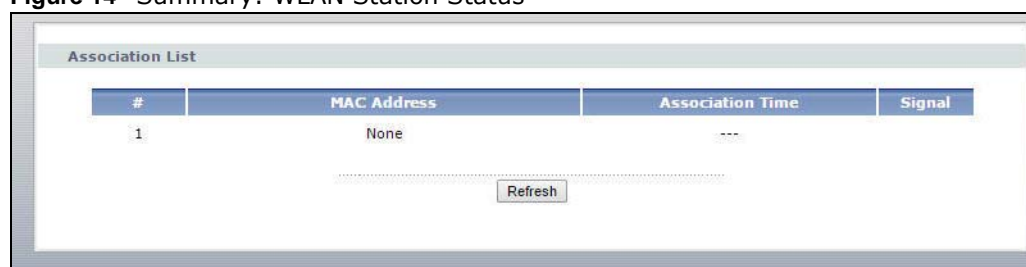 Figure 14 Summary: WLAN Station Status
Association List
# MAC Address Association Time Signal
1 None ---
Refresh